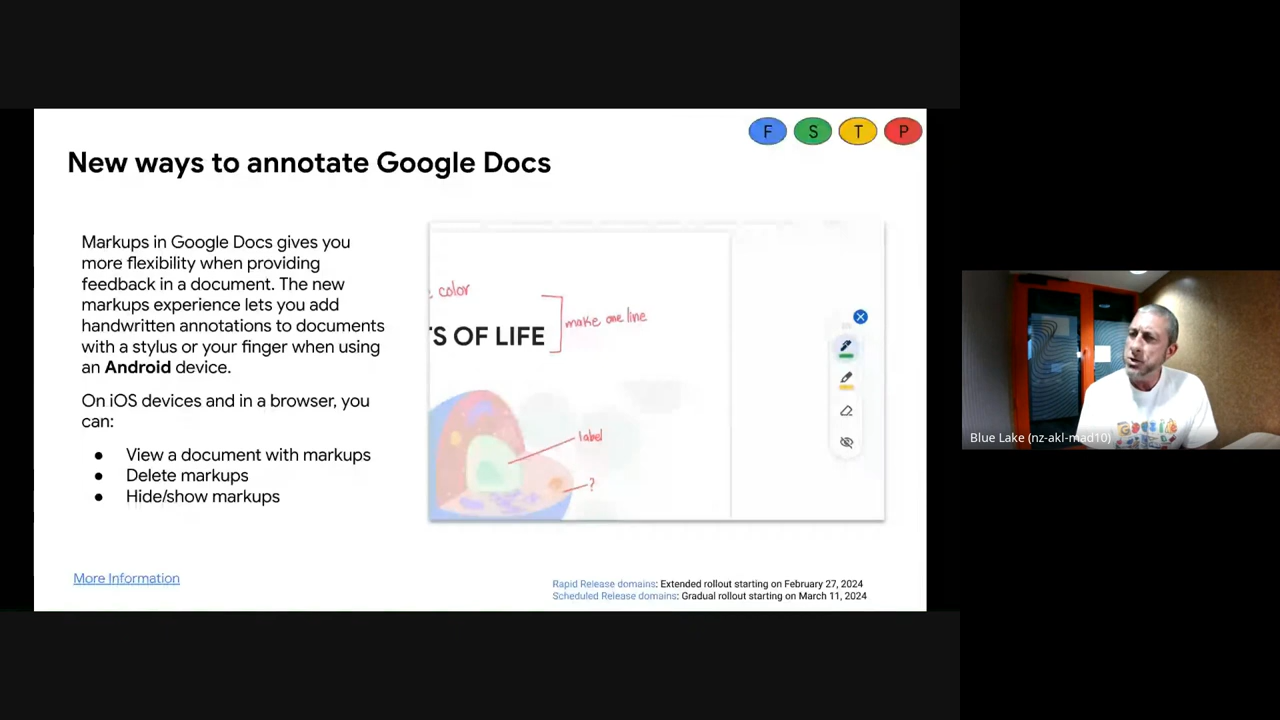 F S T P
New ways to annotate Google Docs
Markups in Google Docs gives you
more flexibility when providing
feedback in a document. The new
markups experience lets you add
handwritten annotations to documents
with a stylus or your finger when using
an Android device.
On iOS devices and in a browser, you
can:
● View a document with markups
● Delete markups
● Hide/show markups
color
make one line
S OF LIFE
label
?
More Information
Rapid Release domains: Extended rollout starting on February 27, 2024
Scheduled Release domains: Gradual rollout starting on March 11, 2024
Blue Lake (nz-akl-mad10)